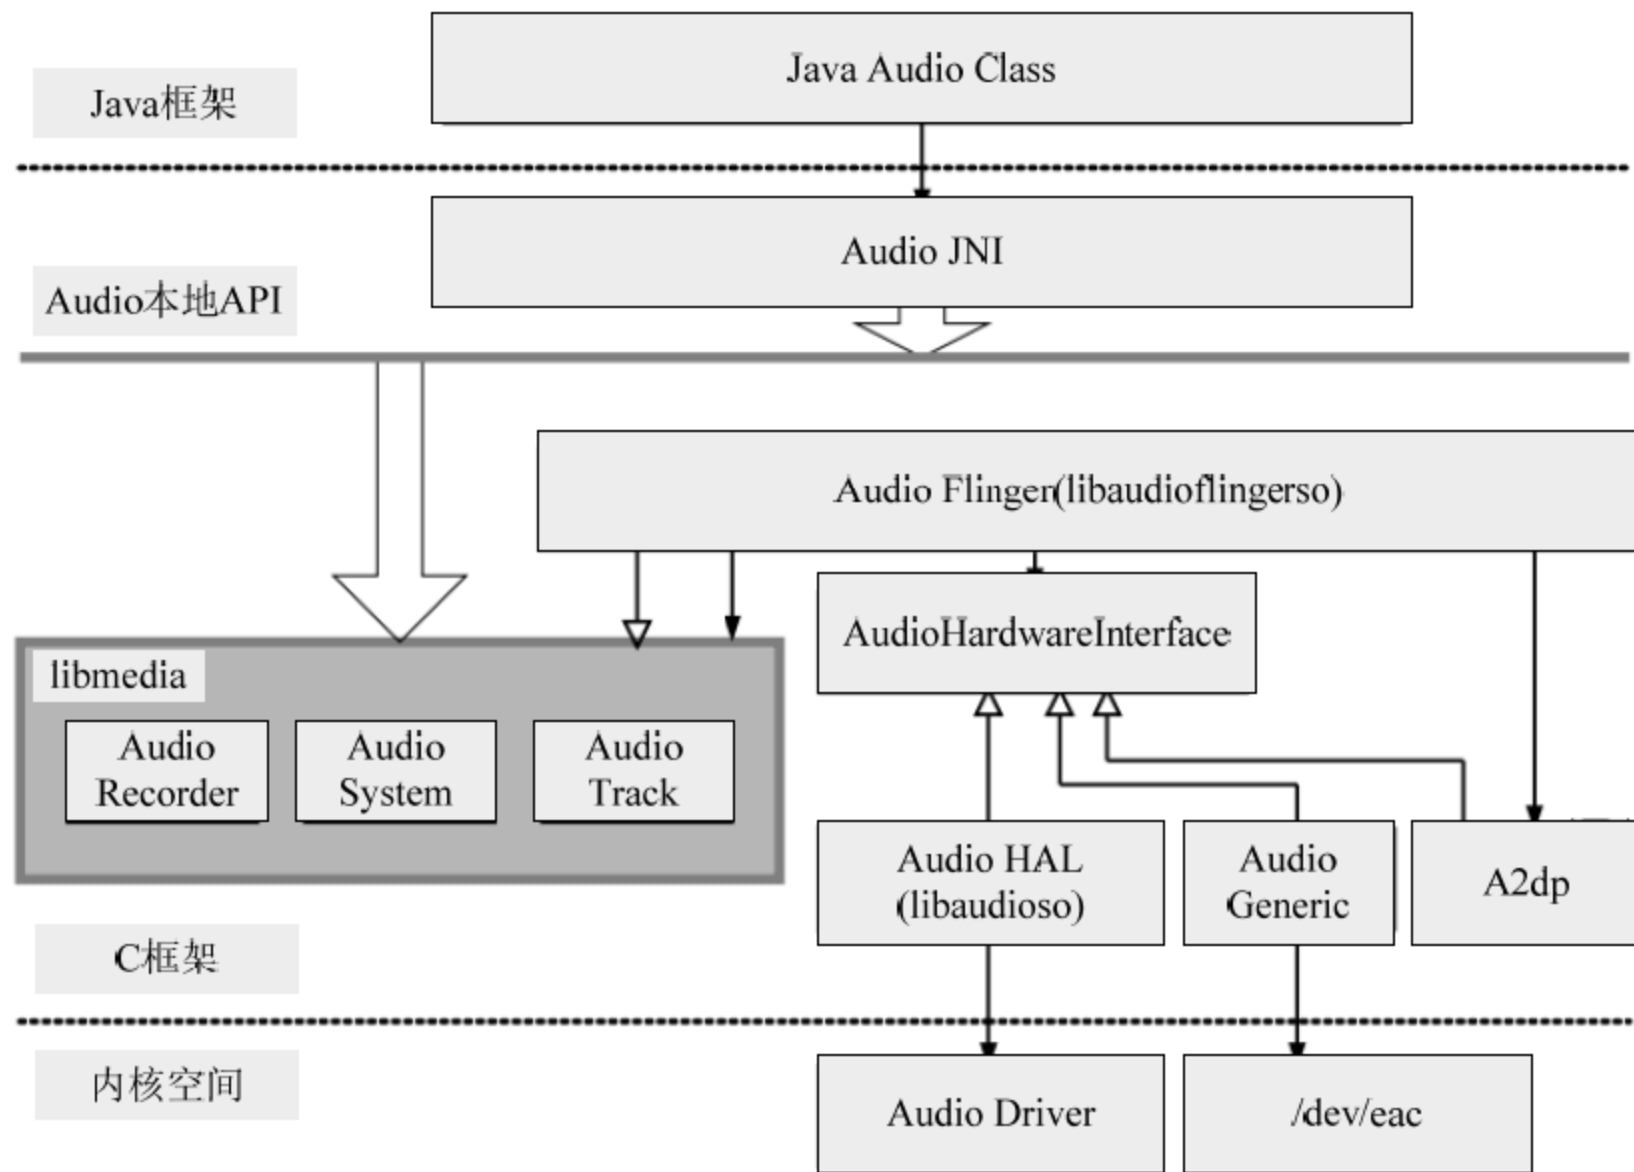 Java Audio Class
Java框架
Audio JNI
Audio本地API
Audio Flinger(libaudioflingerso)
AudioHardwareInterface
libmedia
Audio
Recorder
Audio
System
Audio
Track
Audio HAL
(libaudioso)
Audio
Generic
A2dp
C框架
内核空间
Audio Driver
/dev/eac